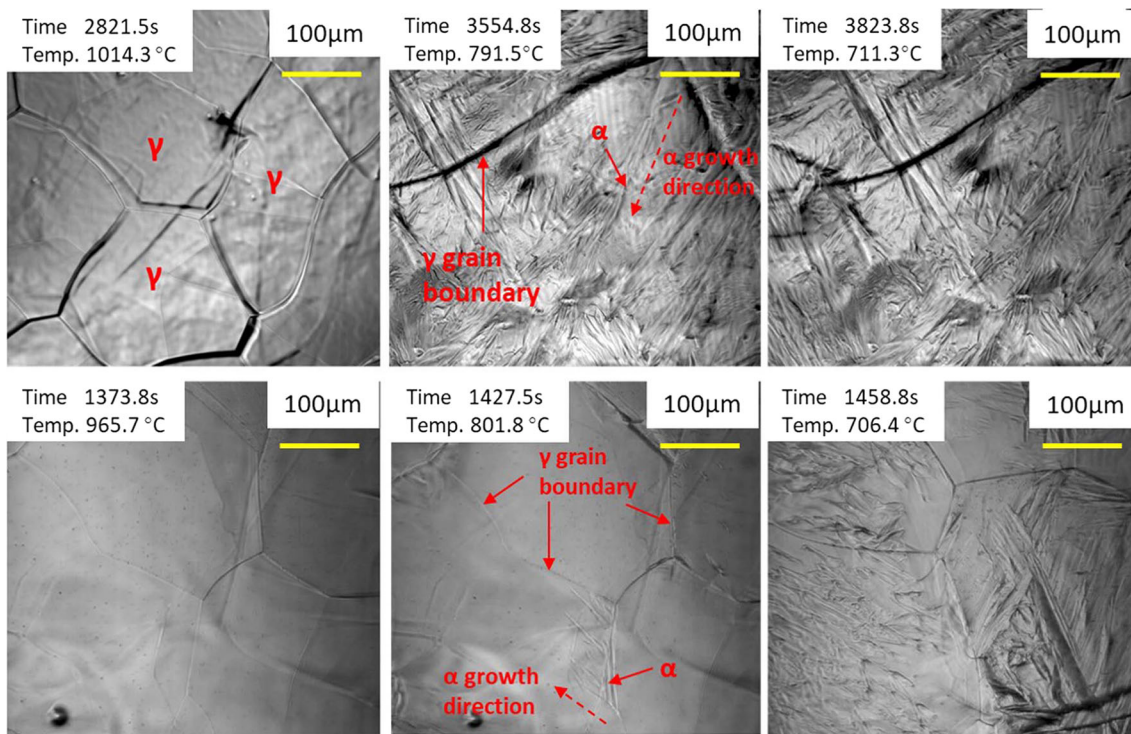 Time 2821.5s
Temp. 1014.3 °C
100μm
γ
γ
γ
Time 3554.8s
Temp. 791.5 °C
100μm
α
α growth
direction
γ grain
boundary
Time 3823.8s
Temp. 711.3 °C
100μm
Time 1373.8s
Temp. 965.7 °C
100μm
Time 1427.5s
Temp. 801.8 °C
100μm
γ grain
boundary
α
α growth
direction
Time 1458.8s
Temp. 706.4 °C
100μm